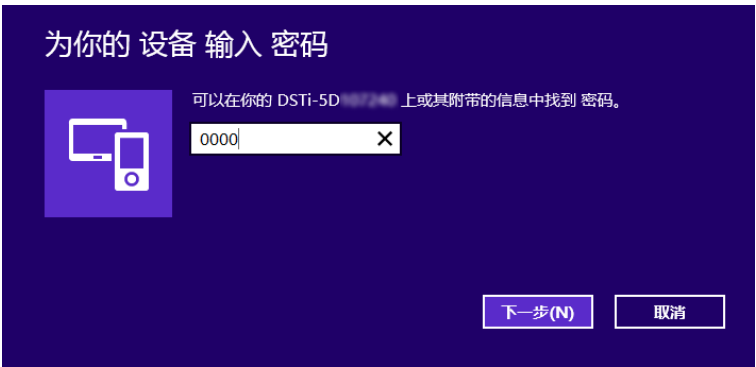 为你的 设备 输入 密码
可以在你的 DSTi-5D 上或其附带的信息中找到 密码。
0000
下一步(N)
取消